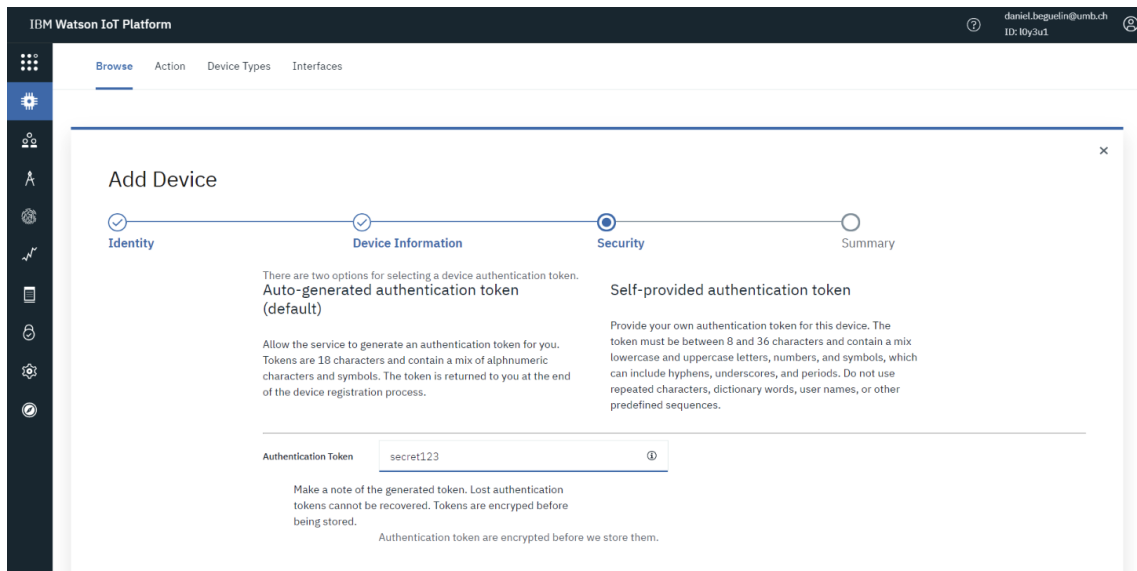 IBM Watson IoT Platform
daniel.beguelin@umb.ch
ID: l0y3u1
Browse Action Device Types Interfaces
Add Device
Identity Device Information Security Summary
There are two options for selecting a device authentication token.
Auto-generated authentication token
(default)
Allow the service to generate an authentication token for you.
Tokens are 18 characters and contain a mix of alphnumeric
characters and symbols. The token is returned to you at the end
of the device registration process.
Self-provided authentication token
Provide your own authentication token for this device. The
token must be between 8 and 36 characters and contain a mix
lowercase and uppercase letters, numbers, and symbols, which
can include hyphens, underscores, and periods. Do not use
repeated characters, dictionary words, user names, or other
predefined sequences.
Authentication Token secret123
Make a note of the generated token. Lost authentication
tokens cannot be recovered. Tokens are encryped before
being stored.
Authentication token are encrypted before we store them.